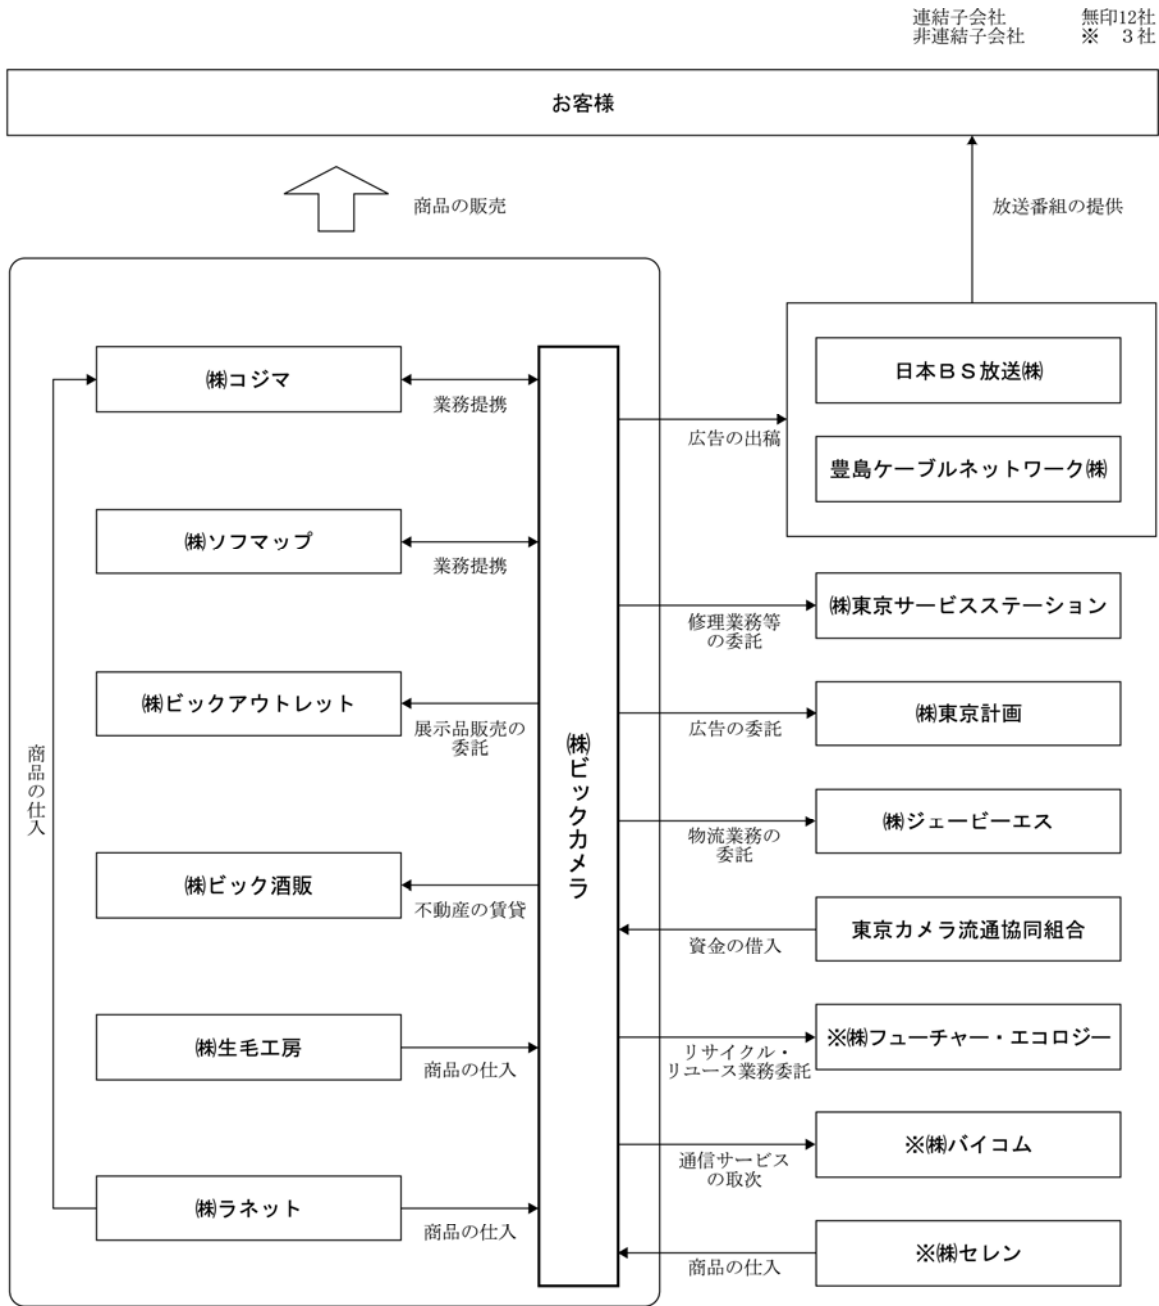 連結子会社 無印12社
非連結子会社 ※ 3社
お客様
商品の販売
放送番組の提供
㈱コジマ
業務提携
㈱ソフマップ
業務提携
㈱ビックアウトレット
展示品販売の
委託
㈱ビック酒販
不動産の賃貸
㈱生毛工房
商品の仕入
㈱ラネット
商品の仕入
商品の仕入
㈱ビックカメラ
広告の出稿
日本BS放送㈱
豊島ケーブルネットワーク㈱
修理業務等
の委託
㈱東京サービスステーション
広告の委託
㈱東京計画
物流業務の
委託
㈱ジェービーエス
資金の借入
東京カメラ流通協同組合
リサイクル・
リユース業務委託
※㈱フューチャー・エコロジー
通信サービス
の取次
※㈱バイコム
商品の仕入
※㈱セレン